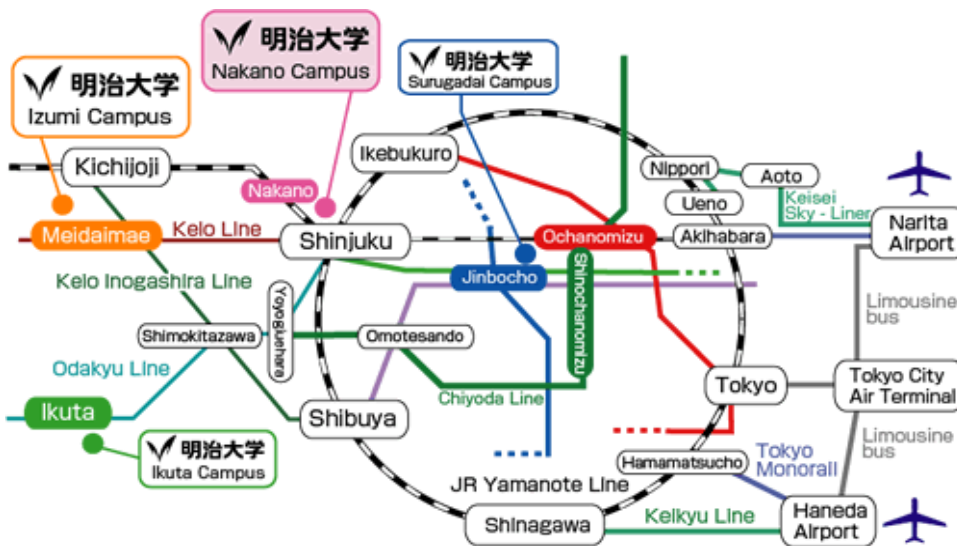 明治大学
Nakano Campus
明治大学
Surugadai Campus
明治大学
Izumi Campus
Kichijoji
Ikebukuro
Nippori
Aoto
Nakano
Ueno
Keisei
Sky - Liner
Narita
Airport
Meidaimae
Kelo Line
Shinjuku
Ochanomizu
Akihabara
Kelo Inogashira Line
Jinbocho
Shinochanomizu
Limousine
bus
Yoyogiuehara
Shimokitazawa
Omotesando
Odakyu Line
Chiyoda Line
Tokyo
Tokyo City
Air Terminal
Ikuta
Shibuya
明治大学
Ikuta Campus
Limousine
bus
Hamamatsucho
Tokyo
Monorail
JR Yamanote Line
Shinagawa
Keikyu Line
Haneda
Airport